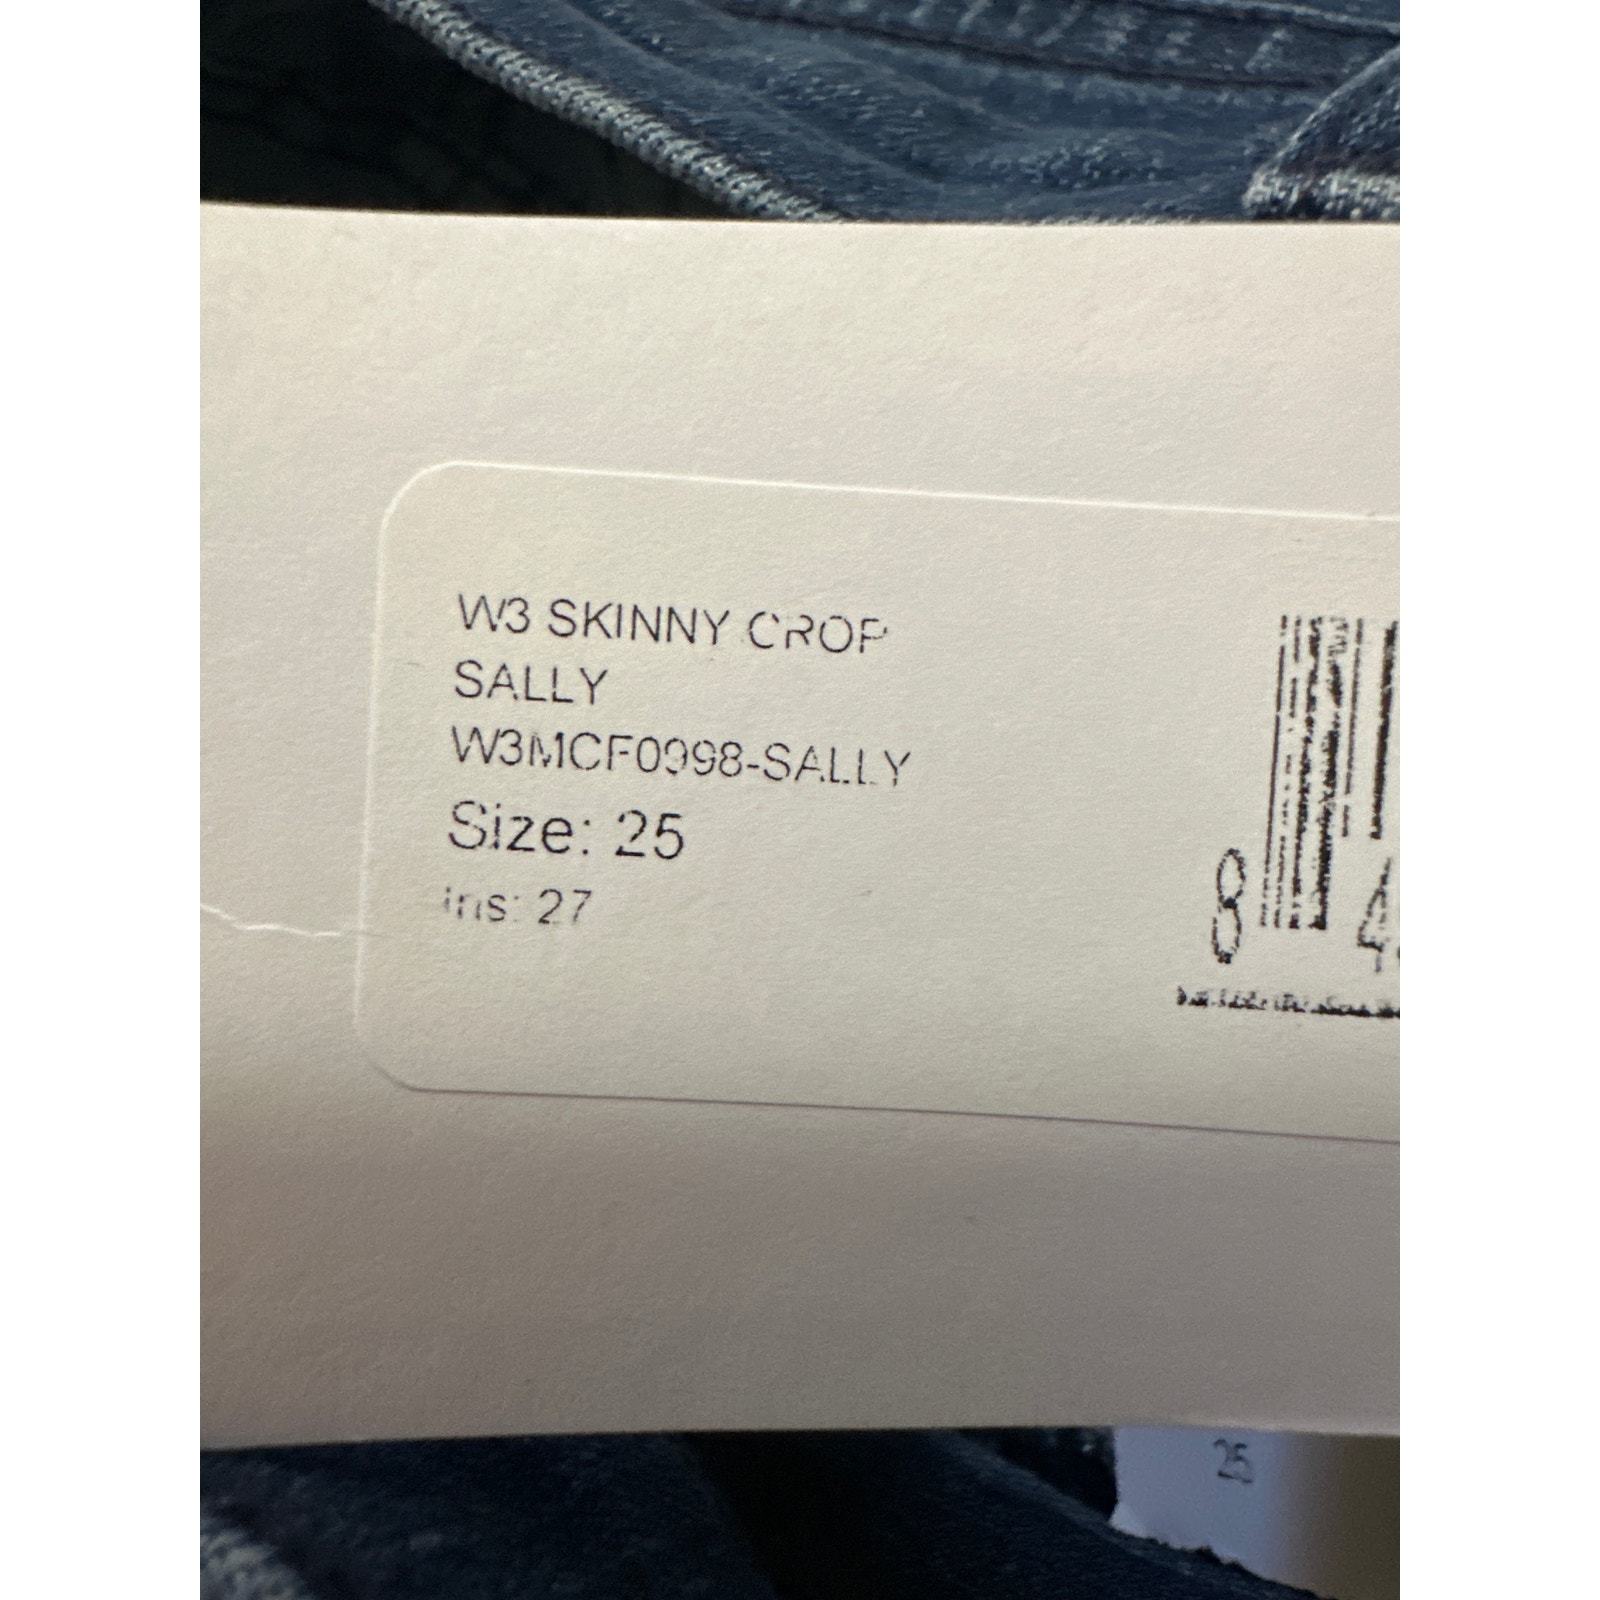 W3 SKINNY CROP
SALLY
W3MCF0998-SALLY
Size: 25
ins: 27
8
25